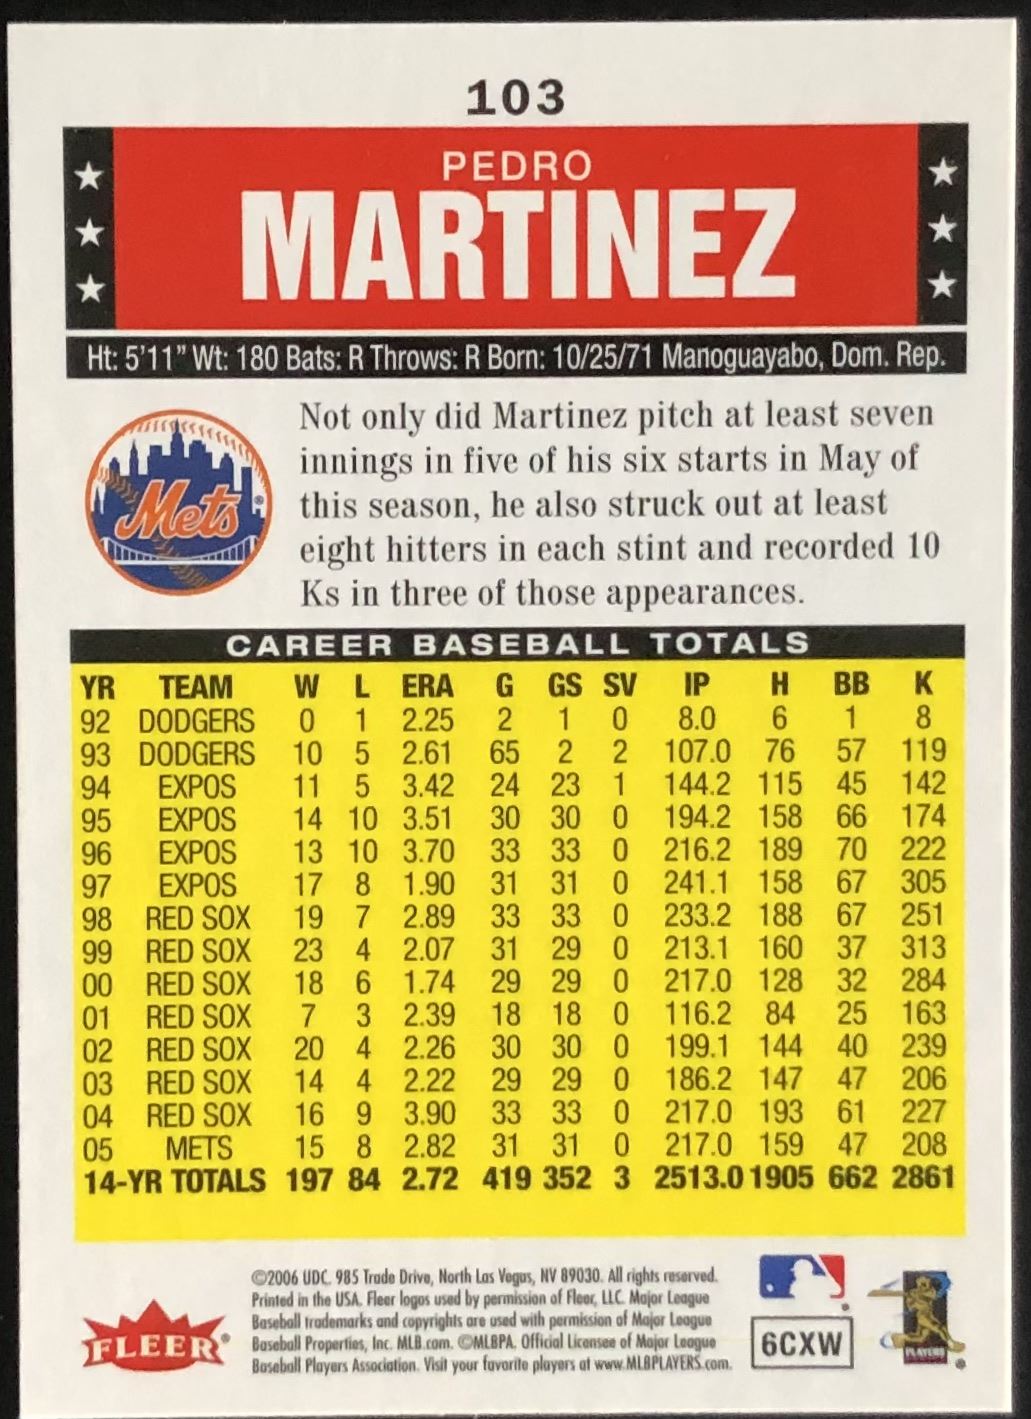 103
PEDRO
MARTINEZ
Ht: 5'11" Wt: 180 Bats: R Throws: R Born: 10/25/71 Manoguayabo, Dom. Rep.
Mets®
Not only did Martinez pitch at least seven
innings in five of his six starts in May of
this season, he also struck out at least
eight hitters in each stint and recorded 10
Ks in three of those appearances.
CAREER BASEBALL TOTALS
YR TEAM W L ERA G GS SV IP H BB K
92 DODGERS 0 1 2.25 2 1 0 8.0 6 1 8
93 DODGERS 10 5 2.61 65 2 2 107.0 76 57 119
94 EXPOS 11 5 3.42 24 23 1 144.2 115 45 142
95 EXPOS 14 10 3.51 30 30 0 194.2 158 66 174
96 EXPOS 13 10 3.70 33 33 0 216.2 189 70 222
97 EXPOS 17 8 1.90 31 31 0 241.1 158 67 305
98 RED SOX 19 7 2.89 33 33 0 233.2 188 67 251
99 RED SOX 23 4 2.07 31 29 0 213.1 160 37 313
00 RED SOX 18 6 1.74 29 29 0 217.0 128 32 284
01 RED SOX 7 3 2.39 18 18 0 116.2 84 25 163
02 RED SOX 20 4 2.26 30 30 0 199.1 144 40 239
03 RED SOX 14 4 2.22 29 29 0 186.2 147 47 206
04 RED SOX 16 9 3.90 33 33 0 217.0 193 61 227
05 METS 15 8 2.82 31 31 0 217.0 159 47 208
14-YR TOTALS 197 84 2.72 419 352 3 2513.0 1905 662 2861
FLEER®
©2006 UDC. 985 Trade Drive, North Las Vegas, NV 89030. All rights reserved.
Printed in the USA. Fleer logos used by permission of Fleer, LLC. Major League
Baseball trademarks and copyrights are used with permission of Major League
Baseball Properties, Inc. MLB.com. ©MLBPA. Official Licensee of Major League
Baseball Players Association. Visit your favorite players at www.MLBPLAYERS.com.
6CXW
PLAYERS